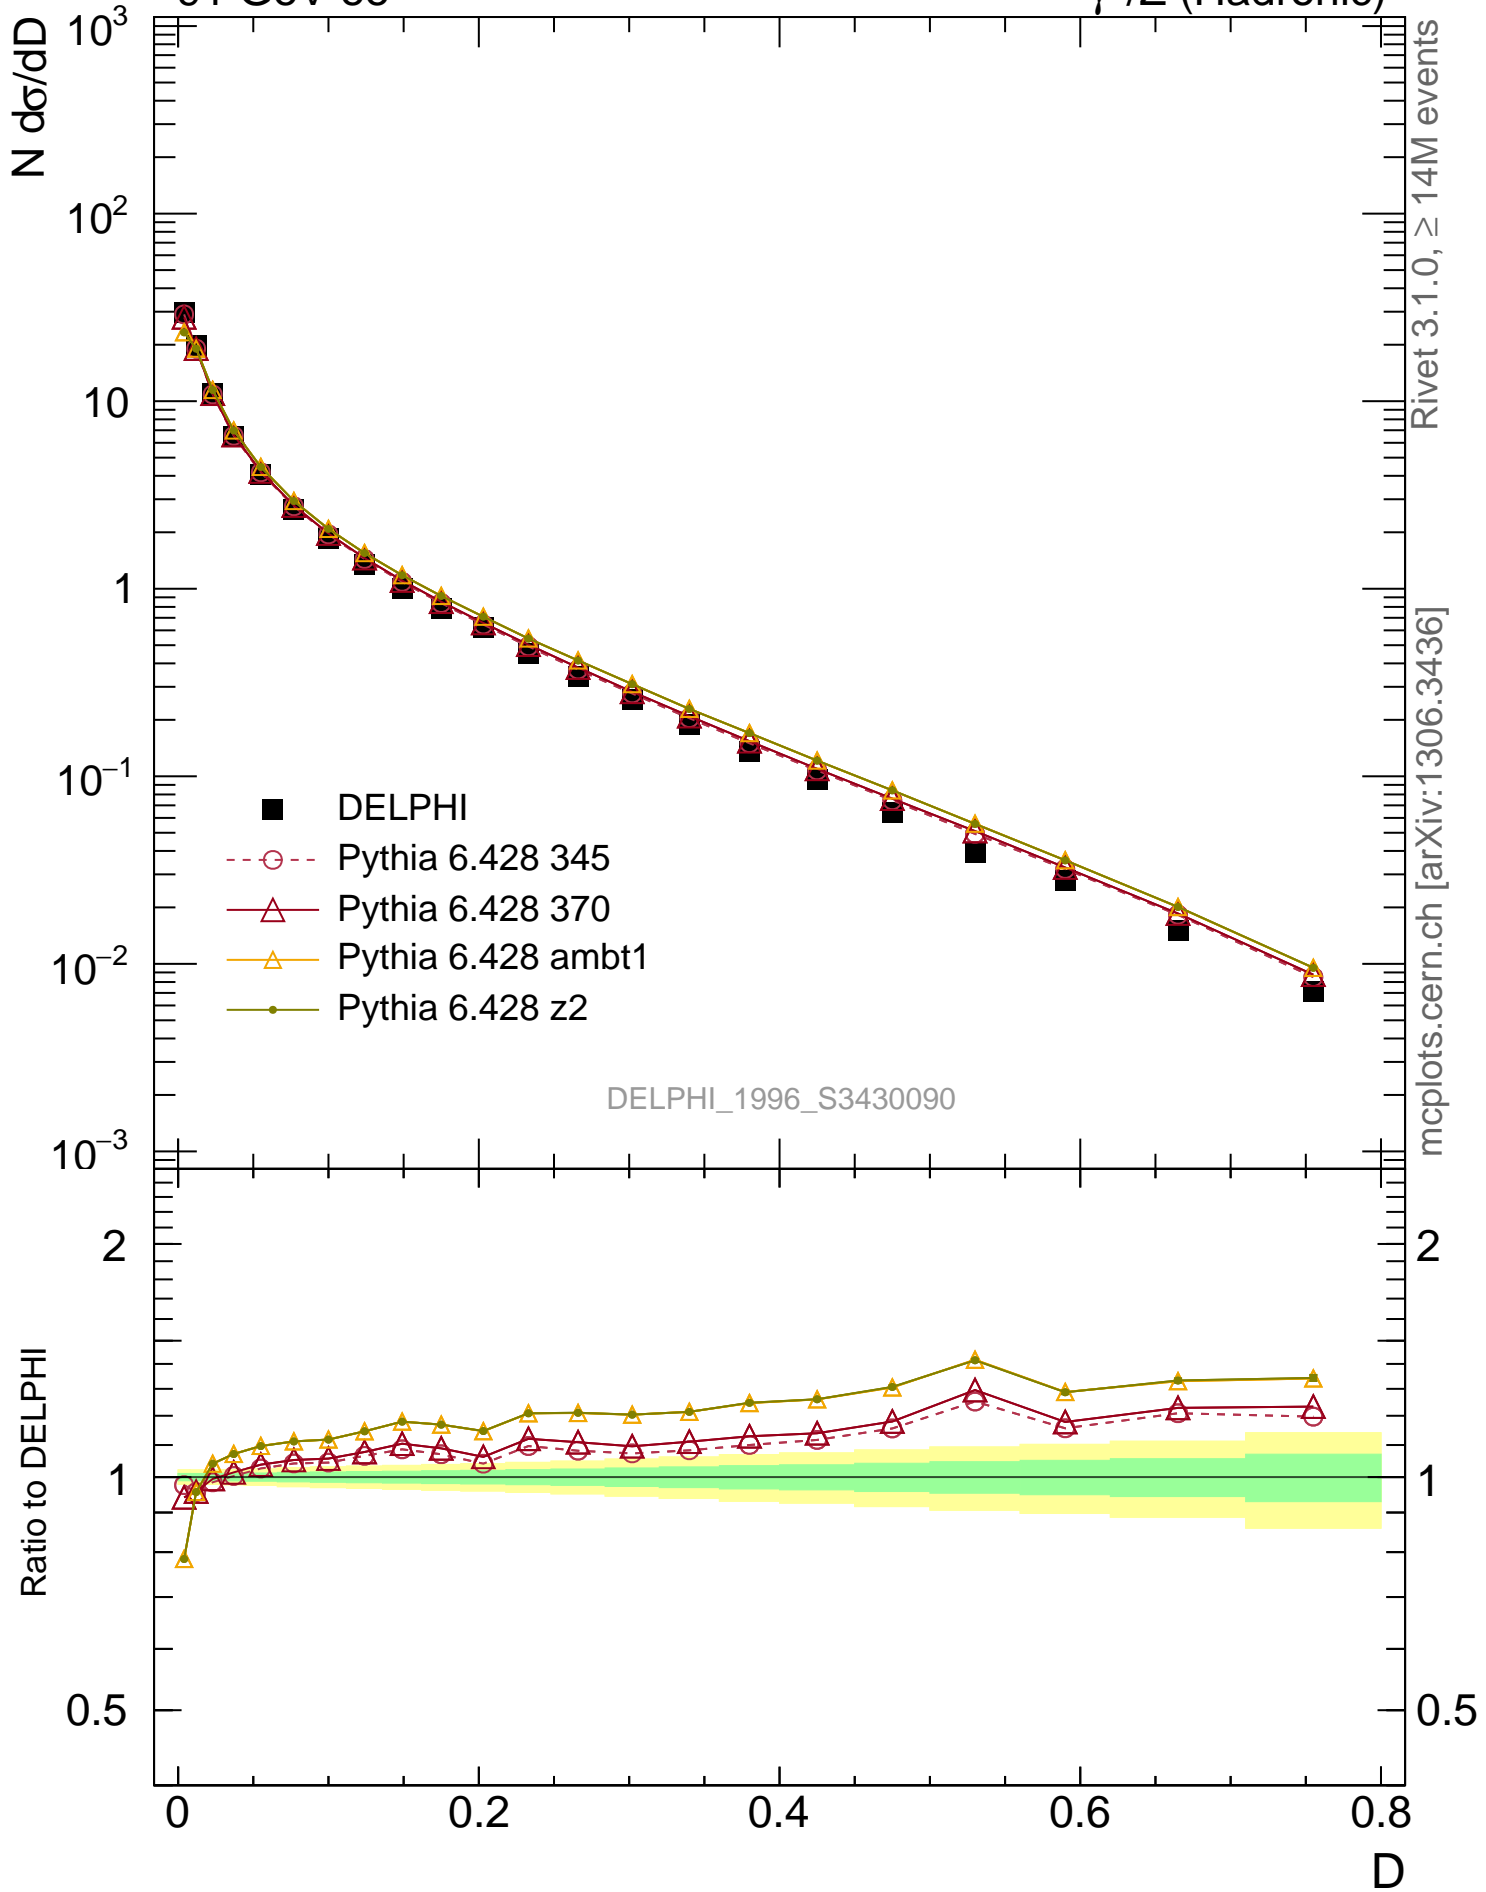 N dσ/dD
10³
10²
10
1
10⁻¹
10⁻²
10⁻³
DELPHI
Pythia 6.428 345
Pythia 6.428 370
Pythia 6.428 ambt1
Pythia 6.428 z2
DELPHI_1996_S3430090
Rivet 3.1.0, ≥ 14M events
mcplots.cern.ch [arXiv:1306.3436]
Ratio to DELPHI
2
1
0.5
2
1
0.5
0 0.2 0.4 0.6 0.8
D